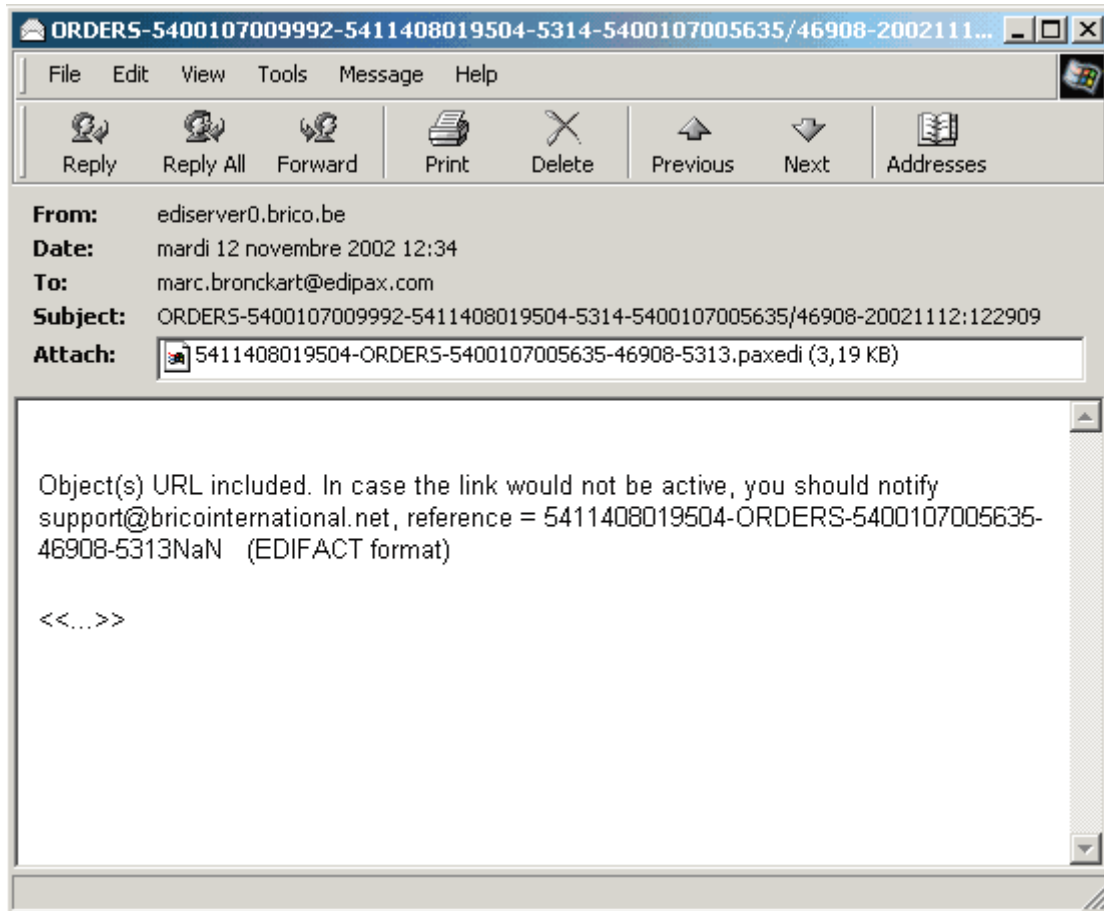 ORDERS-5400107009992-5411408019504-5314-5400107005635/46908-2002111...
File Edit View Tools Message Help
Reply Reply All Forward Print Delete Previous Next Addresses
From: ediserver0.brico.be
Date: mardi 12 novembre 2002 12:34
To: marc.bronckart@edipax.com
Subject: ORDERS-5400107009992-5411408019504-5314-5400107005635/46908-20021112:122909
Attach: 5411408019504-ORDERS-5400107005635-46908-5313.paxedi (3,19 KB)
Object(s) URL included. In case the link would not be active, you should notify
support@bricointernational.net, reference = 5411408019504-ORDERS-5400107005635-
46908-5313NaN (EDIFACT format)
<<...>>